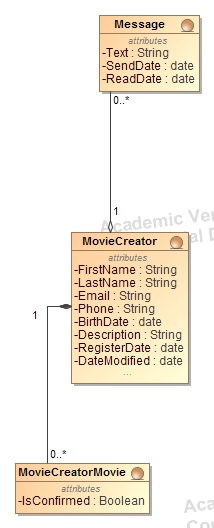 Message
attributes
-Text : String
-SendDate : date
-ReadDate : date
0..*
1
Academic Ver
MovieCreator
attributes
-FirstName : String
-LastName : String
-Email : String
-Phone : String
-BirthDate : date
-Description : String
-RegisterDate : date
-DateModified : date
...
1
0..*
MovieCreatorMovie
attributes
-IsConfirmed : Boolean